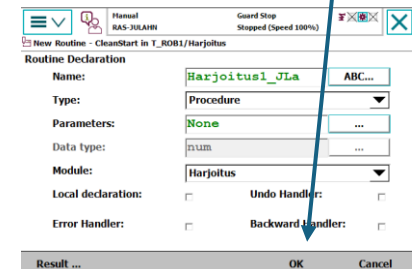 Manual
RAS-JULAHN
Guard Stop
Stopped (Speed 100%)
New Routine - CleanStart in T_ROB1/Harjoitus
Routine Declaration
Name: Harjoitus1_JLa ABC...
Type: Procedure
Parameters: None ...
Data type: num ...
Module: Harjoitus
Local declaration: Undo Handler:
Error Handler: Backward Handler:
Result ... OK Cancel